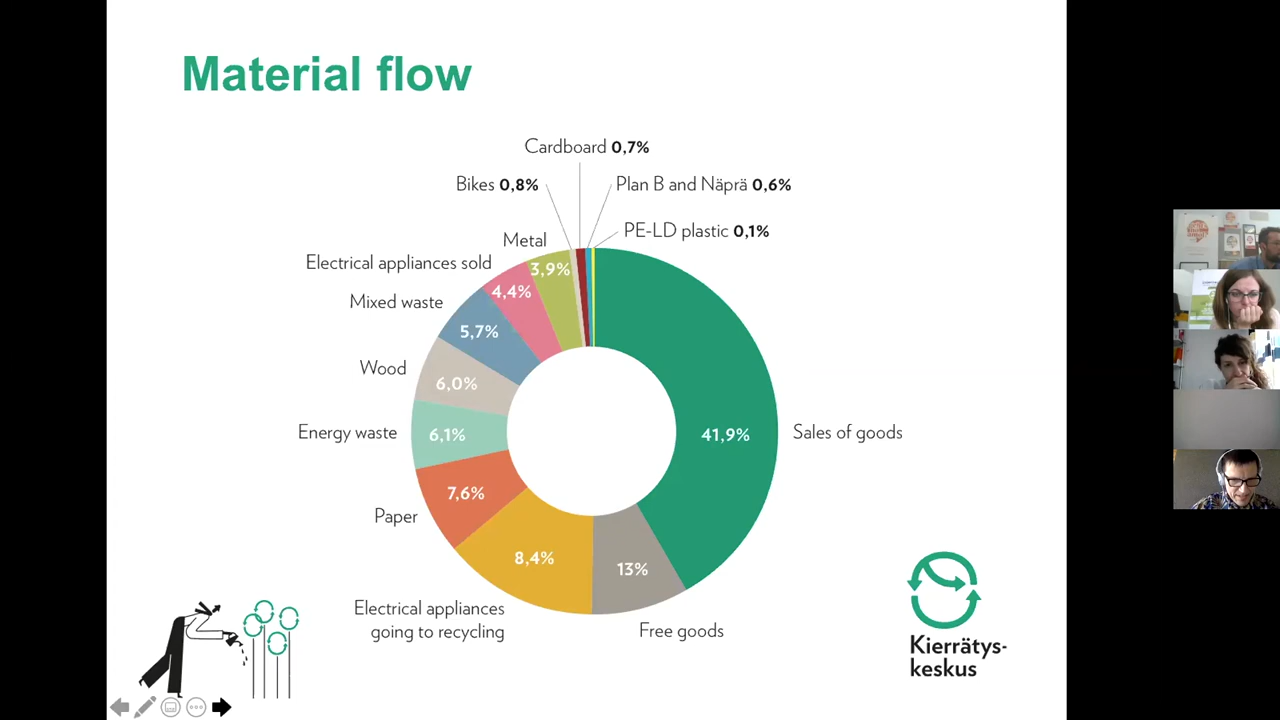 Material flow
Cardboard 0,7%
Bikes 0,8%
Plan B and Näprä 0,6%
PE-LD plastic 0,1%
Metal
3,9%
Electrical appliances sold
4,4%
Mixed waste
5,7%
Wood
6,0%
Energy waste
6,1%
41,9%
Sales of goods
Paper
7,6%
8,4%
13%
Electrical appliances
going to recycling
Free goods
Kierrätys-
keskus